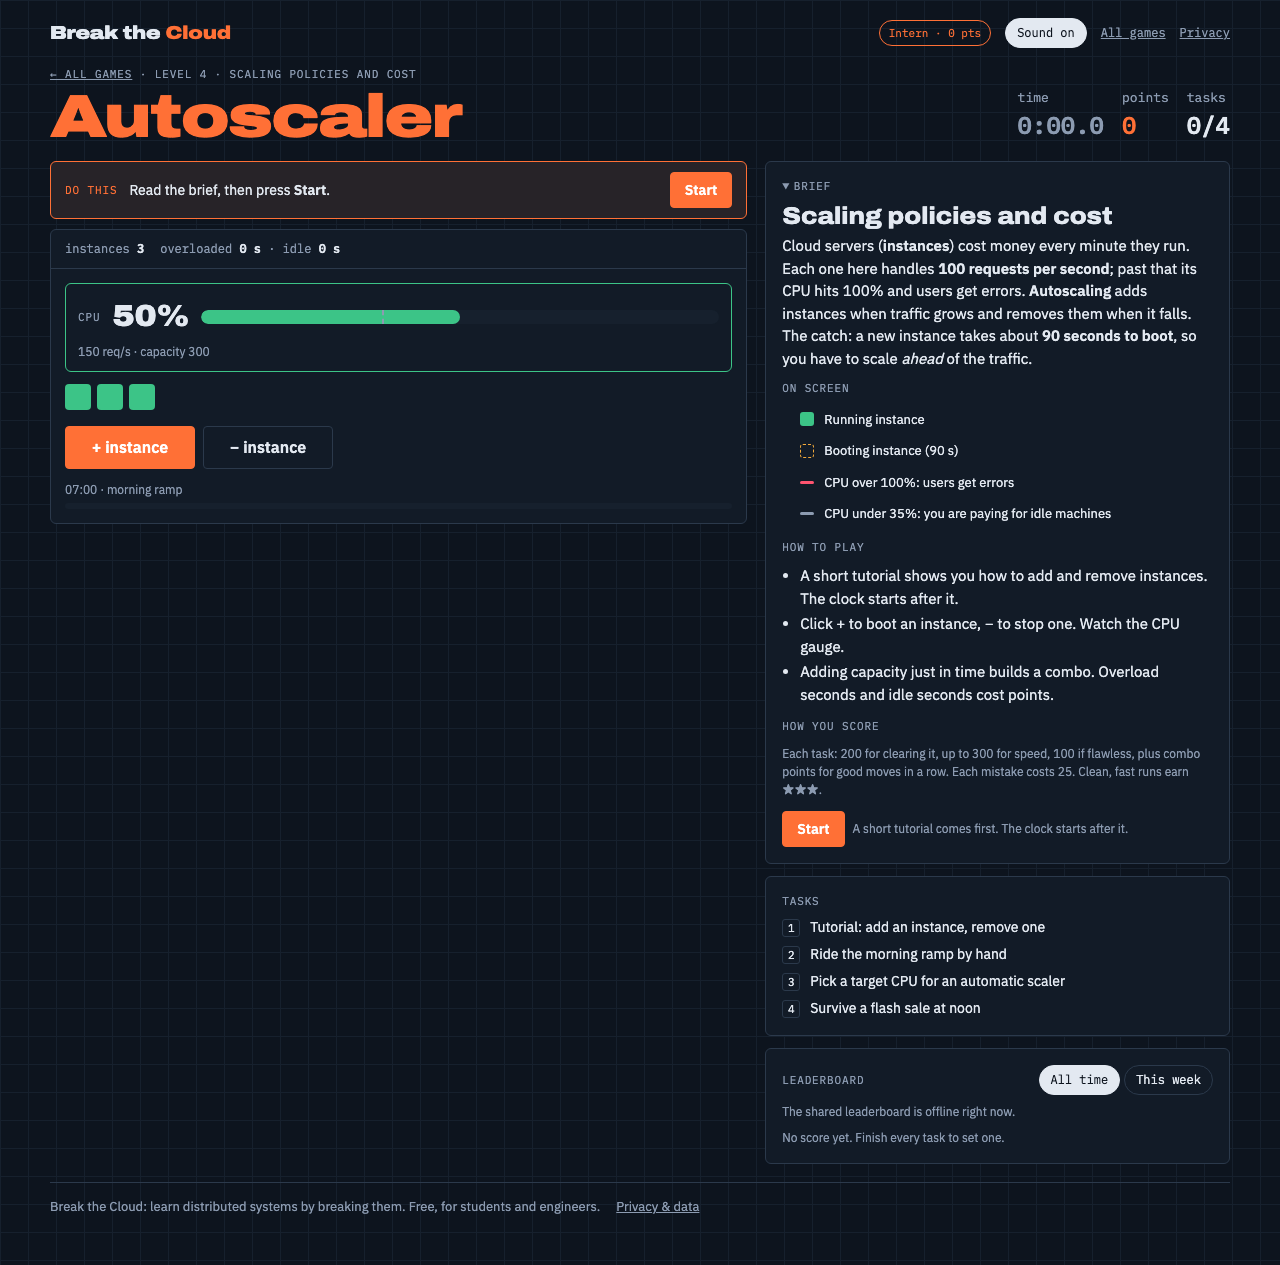 Break the Cloud
Intern · 0 pts
Sound on
All games
Privacy
← ALL GAMES · LEVEL 4 · SCALING POLICIES AND COST
Autoscaler
time
0:00.0
points
0
tasks
0/4
DO THIS Read the brief, then press Start.
Start
instances 3 overloaded 0 s · idle 0 s
CPU 50%
150 req/s · capacity 300
+ instance
− instance
07:00 · morning ramp
▼ BRIEF
Scaling policies and cost
Cloud servers (instances) cost money every minute they run.
Each one here handles 100 requests per second; past that its
CPU hits 100% and users get errors. Autoscaling adds
instances when traffic grows and removes them when it falls.
The catch: a new instance takes about 90 seconds to boot, so
you have to scale ahead of the traffic.
ON SCREEN
Running instance
Booting instance (90 s)
CPU over 100%: users get errors
CPU under 35%: you are paying for idle machines
HOW TO PLAY
• A short tutorial shows you how to add and remove instances.
The clock starts after it.
• Click + to boot an instance, − to stop one. Watch the CPU
gauge.
• Adding capacity just in time builds a combo. Overload
seconds and idle seconds cost points.
HOW YOU SCORE
Each task: 200 for clearing it, up to 300 for speed, 100 if flawless, plus combo
points for good moves in a row. Each mistake costs 25. Clean, fast runs earn
★★★.
Start
A short tutorial comes first. The clock starts after it.
TASKS
1 Tutorial: add an instance, remove one
2 Ride the morning ramp by hand
3 Pick a target CPU for an automatic scaler
4 Survive a flash sale at noon
LEADERBOARD
All time
This week
The shared leaderboard is offline right now.
No score yet. Finish every task to set one.
Break the Cloud: learn distributed systems by breaking them. Free, for students and engineers.
Privacy & data